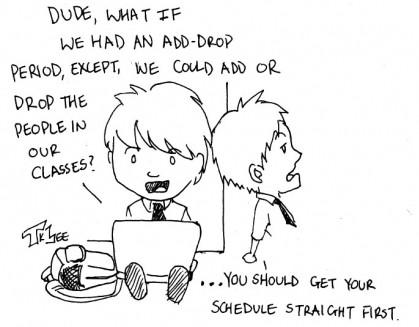 DUDE, WHAT IF
WE HAD AN ADD-DROP
PERIOD, EXCEPT, WE COULD ADD OR
DROP THE
PEOPLE IN
OUR
CLASSES?
...YOU SHOULD GET YOUR
SCHEDULE STRAIGHT FIRST.